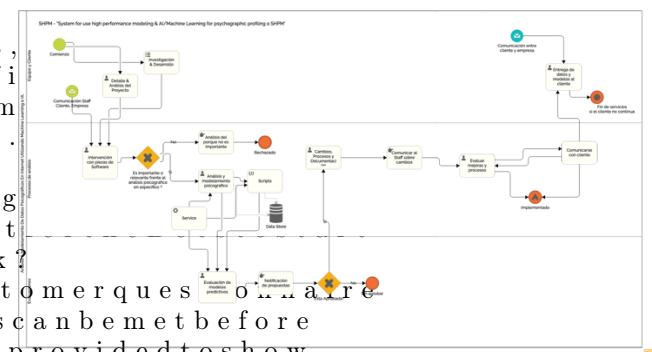 SHPM - "System for use high performance modeling & AI/Machine Learning for psychographic profiling a SHPM"
Comienzo
Investigación
& Desarrollo
Detalle &
Análisis del
Proyecto
Comunicación Staff
Cliente, Empresa
Equipo y Cliente
Intervención
con piezas de
Software
No
Es importante o
relevante frente al
análisis psicográfico
en específico ?
Análisis del
porque no es
importante
Rechazado
Análisis y
modelamiento
psicográfico
Scripts
Service
Data Store
Proceso de análisis
Evaluación de
modelos
predictivos
Notificación
de propuestas
No
Cambios,
Procesos y
Documentaci
Comunicar al
Staff sobre
cambios
Evaluar
mejoras y
procesos
Comunicarse
con cliente
Implementado
Comunicación entre
cliente y empresa
Entrega de
datos y
modelos al
cliente
Fin de servicios
o el cliente no continua
k ?
t o m e r q u e s
s c a n b e m e t b e f o r e
p r o v i d e d t o s h o w